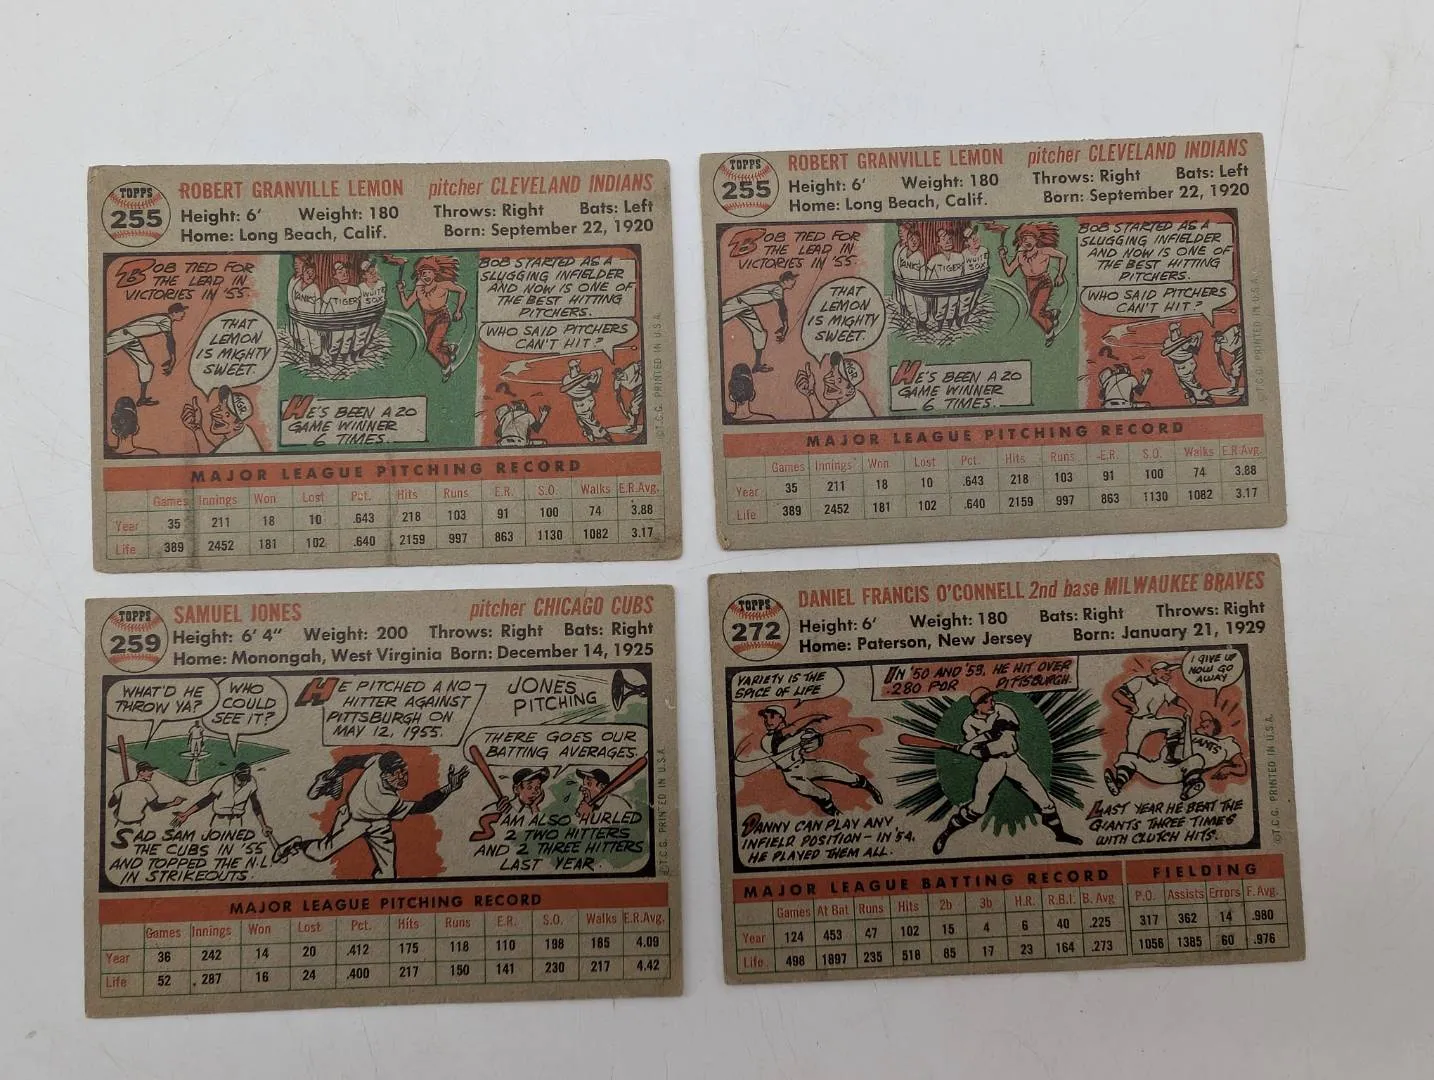 TOPPS
255
ROBERT GRANVILLE LEMON pitcher CLEVELAND INDIANS
Height: 6' Weight: 180 Throws: Right Bats: Left
Home: Long Beach, Calif. Born: September 22, 1920
BOB TIED FOR
THE LEAD IN
VICTORIES IN '55.
THAT
LEMON
IS MIGHTY
SWEET.
YANKS
TIGERS
WHITE
SOX
HE'S BEEN A 20
GAME WINNER
6 TIMES.
BOB STARTED AS A
SLUGGING INFIELDER
AND NOW IS ONE OF
THE BEST HITTING
PITCHERS.
WHO SAID PITCHERS
CAN'T HIT?
©T.C.G. PRINTED IN U.S.A.
MAJOR LEAGUE PITCHING RECORD
Games Innings Won Lost Pct. Hits Runs E.R. S.O. Walks E.R.Avg.
Year 35 211 18 10 .643 218 103 91 100 74 3.88
Life 389 2452 181 102 .640 2159 997 863 1130 1082 3.17
TOPPS
255
ROBERT GRANVILLE LEMON pitcher CLEVELAND INDIANS
Height: 6' Weight: 180 Throws: Right Bats: Left
Home: Long Beach, Calif. Born: September 22, 1920
BOB TIED FOR
THE LEAD IN
VICTORIES IN '55.
THAT
LEMON
IS MIGHTY
SWEET.
YANKS
TIGERS
WHITE
SOX
HE'S BEEN A 20
GAME WINNER
6 TIMES.
BOB STARTED AS A
SLUGGING INFIELDER
AND NOW IS ONE OF
THE BEST HITTING
PITCHERS.
WHO SAID PITCHERS
CAN'T HIT?
©T.C.G. PRINTED IN U.S.A.
MAJOR LEAGUE PITCHING RECORD
Games Innings Won Lost Pct. Hits Runs E.R. S.O. Walks E.R.Avg.
Year 35 211 18 10 .643 218 103 91 100 74 3.88
Life 389 2452 181 102 .640 2159 997 863 1130 1082 3.17
TOPPS
259
SAMUEL JONES pitcher CHICAGO CUBS
Height: 6' 4" Weight: 200 Throws: Right Bats: Right
Home: Monongah, West Virginia Born: December 14, 1925
WHAT'D HE
THROW YA?
WHO
COULD
SEE IT?
SAD SAM JOINED
THE CUBS IN '55
AND TOPPED THE N.L.
IN STRIKEOUTS.
HE PITCHED A NO-
HITTER AGAINST
PITTSBURGH ON
MAY 12, 1955.
JONES
PITCHING
THERE GOES OUR
BATTING AVERAGES.
SAM ALSO HURLED
2 TWO HITTERS
AND 2 THREE HITTERS
LAST YEAR.
©T.C.G. PRINTED IN U.S.A.
MAJOR LEAGUE PITCHING RECORD
Games Innings Won Lost Pct. Hits Runs E.R. S.O. Walks E.R.Avg.
Year 36 242 14 20 .412 175 118 110 198 185 4.09
Life 52 287 16 24 .400 217 150 141 230 217 4.42
TOPPS
272
DANIEL FRANCIS O'CONNELL 2nd base MILWAUKEE BRAVES
Height: 6' Weight: 180 Bats: Right Throws: Right
Home: Paterson, New Jersey Born: January 21, 1929
VARIETY IS THE
SPICE OF LIFE
DANNY CAN PLAY ANY
INFIELD POSITION - IN '54,
HE PLAYED THEM ALL.
IN '50 AND '53, HE HIT OVER
.280 FOR PITTSBURGH.
I GIVE UP
NOW GO
AWAY
GIANTS
LAST YEAR HE BEAT THE
GIANTS THREE TIMES
WITH CLUTCH HITS.
©T.C.G. PRINTED IN U.S.A.
MAJOR LEAGUE BATTING RECORD FIELDING
Games At Bat Runs Hits 2b 3b H.R. R.B.I. B. Avg P.O. Assists Errors F. Avg.
Year 124 453 47 102 15 4 6 40 .225 317 362 14 .980
Life 498 1897 235 518 85 17 23 164 .273 1056 1385 60 .976